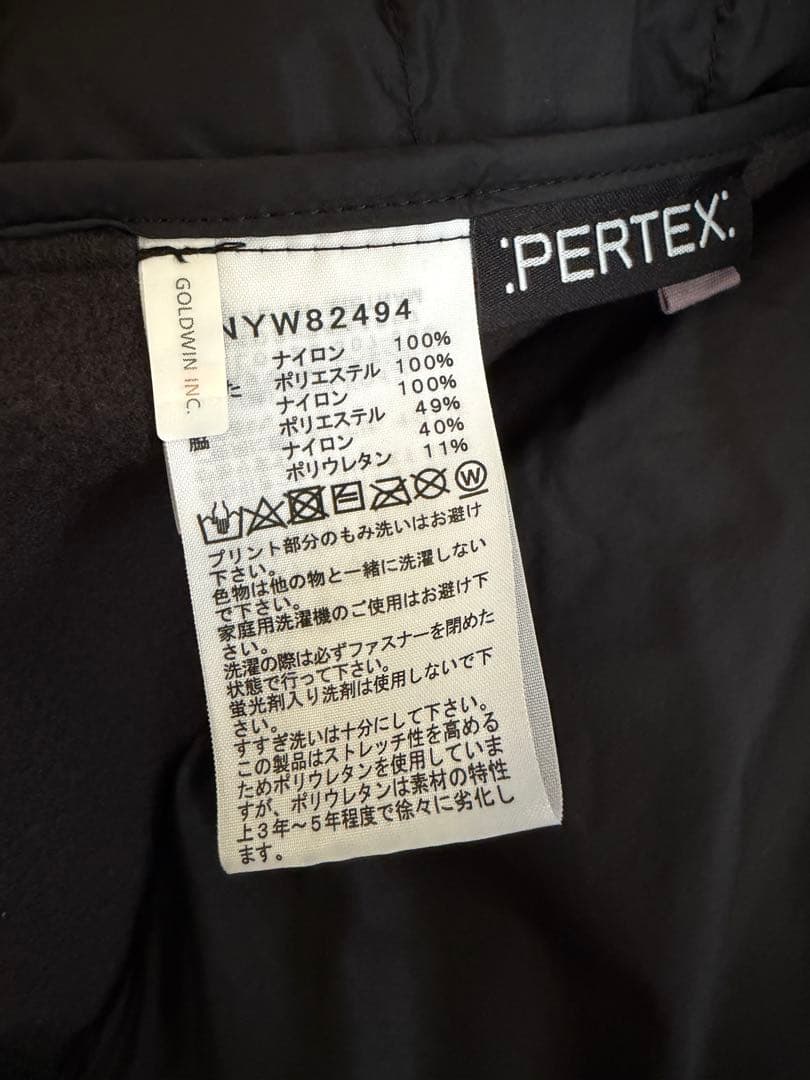 :PERTEX:
GOLDWIN INC.
NYW82494
ナイロン 100%
た ポリエステル 100%
ナイロン 100%
ポリエステル 49%
脇 ナイロン 40%
ポリウレタン 11%
W
プリント部分のもみ洗いはお避け
下さい。
色物は他の物と一緒に洗濯しない
で下さい。
家庭用洗濯機のご使用はお避け下
さい。
洗濯の際は必ずファスナーを閉めた
状態で行って下さい。
蛍光剤入り洗剤は使用しないで下
さい。
すすぎ洗いは十分にして下さい。
この製品はストレッチ性を高める
ためポリウレタンを使用していま
すが、ポリウレタンは素材の特性
上3年～5年程度で徐々に劣化し
ます。